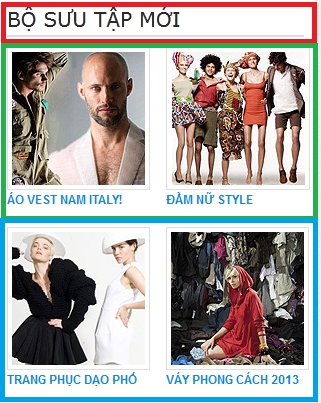 BỘ SƯU TẬP MỚI
ÁO VEST NAM ITALY!
ĐẦM NỮ STYLE
TRANG PHỤC DẠO PHỐ
VÁY PHONG CÁCH 2013